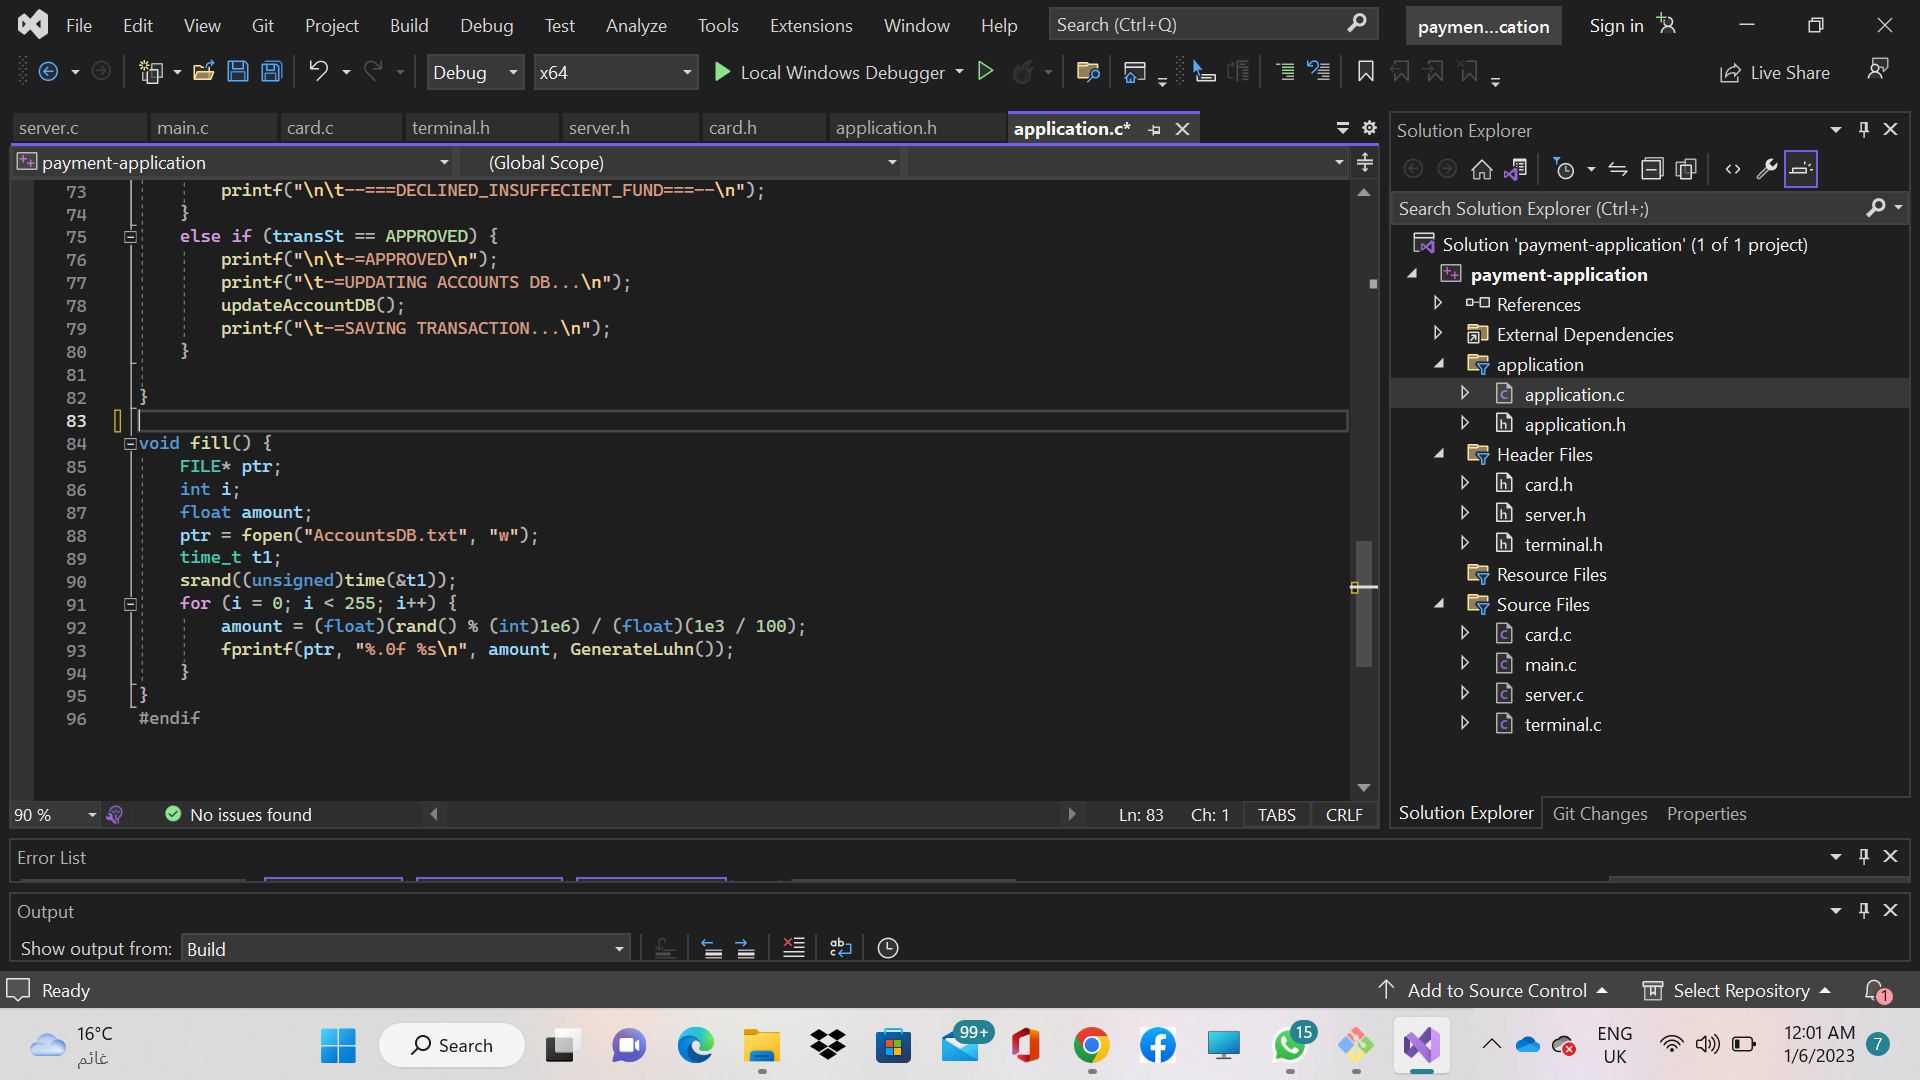 File Edit View Git Project Build Debug Test Analyze Tools Extensions Window Help Search (Ctrl+Q) paymen...cation Sign in
Debug x64 Local Windows Debugger Live Share
server.c main.c card.c terminal.h server.h card.h application.h application.c*
payment-application (Global Scope)
73 printf("\n\t--===DECLINED_INSUFFECIENT_FUND===--\n");
74 }
75 else if (transSt == APPROVED) {
76 printf("\n\t-=APPROVED\n");
77 printf("\t-=UPDATING ACCOUNTS DB...\n");
78 updateAccountDB();
79 printf("\t-=SAVING TRANSACTION...\n");
80 }
81
82 }
83
84 void fill() {
85 FILE* ptr;
86 int i;
87 float amount;
88 ptr = fopen("AccountsDB.txt", "w");
89 time_t t1;
90 srand((unsigned)time(&t1));
91 for (i = 0; i < 255; i++) {
92 amount = (float)(rand() % (int)1e6) / (float)(1e3 / 100);
93 fprintf(ptr, "%.0f %s\n", amount, GenerateLuhn());
94 }
95 }
96 #endif
90 % No issues found Ln: 83 Ch: 1 TABS CRLF
Solution Explorer
Search Solution Explorer (Ctrl+;)
Solution 'payment-application' (1 of 1 project)
payment-application
References
External Dependencies
application
application.c
application.h
Header Files
card.h
server.h
terminal.h
Resource Files
Source Files
card.c
main.c
server.c
terminal.c
Solution Explorer Git Changes Properties
Error List
Output
Show output from: Build
Ready Add to Source Control Select Repository 1
16°C
غائم
Search
99+
15
ENG
UK
12:01 AM
1/6/2023
7